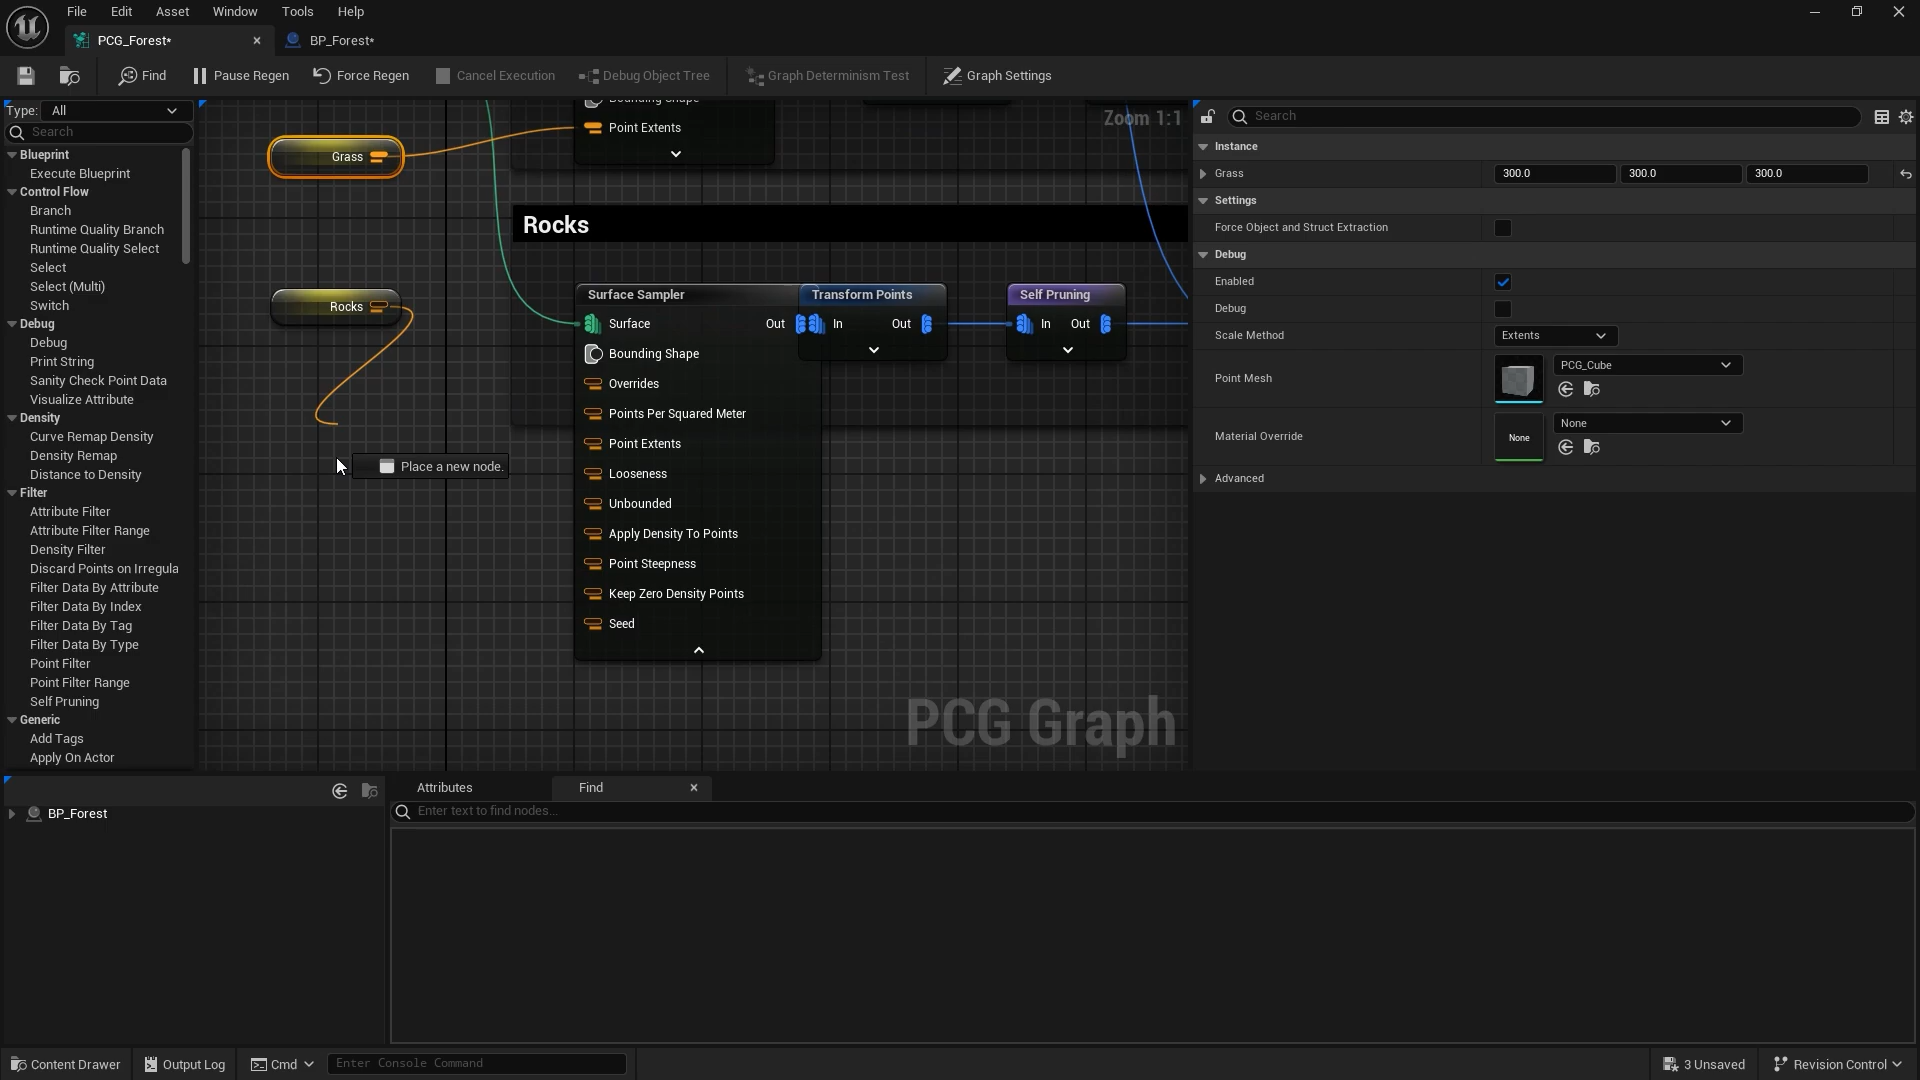 File Edit Asset Window Tools Help
PCG_Forest*
BP_Forest*
Find
Pause Regen
Force Regen
Cancel Execution
Debug Object Tree
Graph Determinism Test
Graph Settings
Type: All
Search
Blueprint
Execute Blueprint
Control Flow
Branch
Runtime Quality Branch
Runtime Quality Select
Select
Select (Multi)
Switch
Debug
Debug
Print String
Sanity Check Point Data
Visualize Attribute
Density
Curve Remap Density
Density Remap
Distance to Density
Filter
Attribute Filter
Attribute Filter Range
Density Filter
Discard Points on Irregula
Filter Data By Attribute
Filter Data By Index
Filter Data By Tag
Filter Data By Type
Point Filter
Point Filter Range
Self Pruning
Generic
Add Tags
Apply On Actor
Bounding Shape
Point Extents
Zoom 1:1
Grass
Rocks
Rocks
Surface Sampler
Surface Out
Bounding Shape
Overrides
Points Per Squared Meter
Point Extents
Looseness
Unbounded
Apply Density To Points
Point Steepness
Keep Zero Density Points
Seed
Transform Points
In Out
Self Pruning
In Out
Place a new node.
PCG Graph
Search
Instance
Grass 300.0 300.0 300.0
Settings
Force Object and Struct Extraction
Debug
Enabled
Debug
Scale Method Extents
Point Mesh PCG_Cube
Material Override None None
Advanced
BP_Forest
Attributes
Find
Enter text to find nodes...
Content Drawer
Output Log
Cmd
Enter Console Command
3 Unsaved
Revision Control